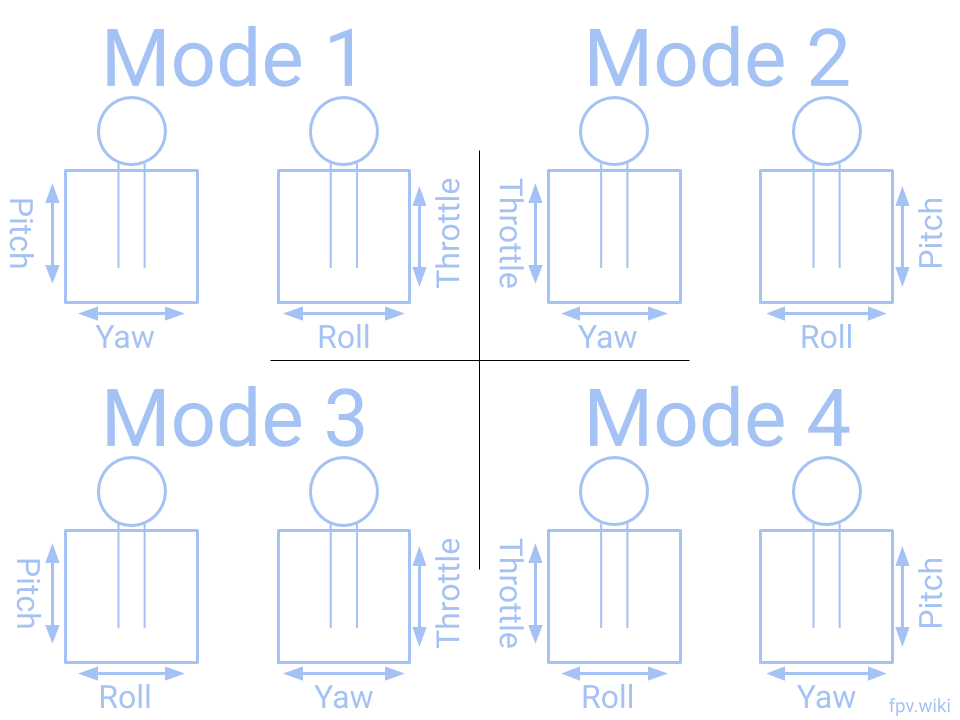 Mode 1
Pitch
Throttle
Yaw
Roll
Mode 2
Throttle
Pitch
Yaw
Roll
Mode 3
Pitch
Throttle
Roll
Yaw
Mode 4
Throttle
Pitch
Roll
Yaw
fpv.wiki